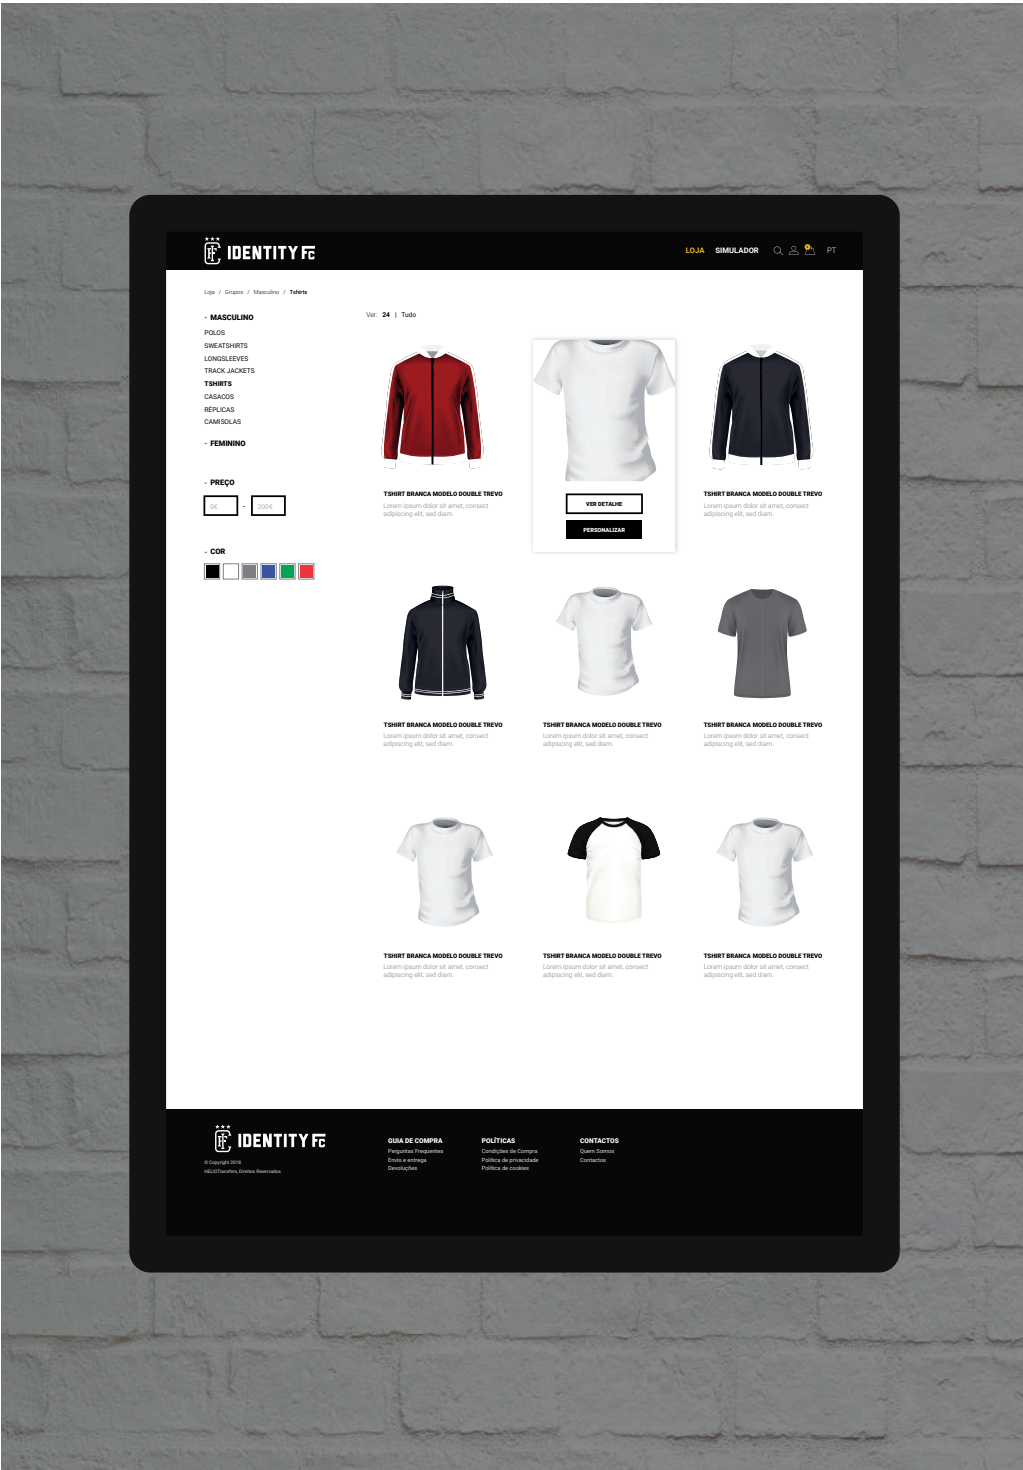 IDENTITY FC
LOJA SIMULADOR PT
Loja / Grupos / Masculino / Tshirts
- MASCULINO
POLOS
SWEATSHIRTS
LONGSLEEVES
TRACK JACKETS
TSHIRTS
CASACOS
RÉPLICAS
CAMISOLAS
- FEMININO
- PREÇO
0€ - 200€
- COR
Ver: 24 | Tudo
TSHIRT BRANCA MODELO DOUBLE TREVO
Lorem ipsum dolor sit amet, consect
adipiscing elit, sed diam.
VER DETALHE
PERSONALIZAR
TSHIRT BRANCA MODELO DOUBLE TREVO
Lorem ipsum dolor sit amet, consect
adipiscing elit, sed diam.
TSHIRT BRANCA MODELO DOUBLE TREVO
Lorem ipsum dolor sit amet, consect
adipiscing elit, sed diam.
TSHIRT BRANCA MODELO DOUBLE TREVO
Lorem ipsum dolor sit amet, consect
adipiscing elit, sed diam.
TSHIRT BRANCA MODELO DOUBLE TREVO
Lorem ipsum dolor sit amet, consect
adipiscing elit, sed diam.
TSHIRT BRANCA MODELO DOUBLE TREVO
Lorem ipsum dolor sit amet, consect
adipiscing elit, sed diam.
TSHIRT BRANCA MODELO DOUBLE TREVO
Lorem ipsum dolor sit amet, consect
adipiscing elit, sed diam.
TSHIRT BRANCA MODELO DOUBLE TREVO
Lorem ipsum dolor sit amet, consect
adipiscing elit, sed diam.
IDENTITY FC
© Copyright 2018
HELIOTransfers, Direitos Reservados
GUIA DE COMPRA
Perguntas Frequentes
Envio e entrega
Devoluções
POLÍTICAS
Condições de Compra
Política de privacidade
Política de cookies
CONTACTOS
Quem Somos
Contactos